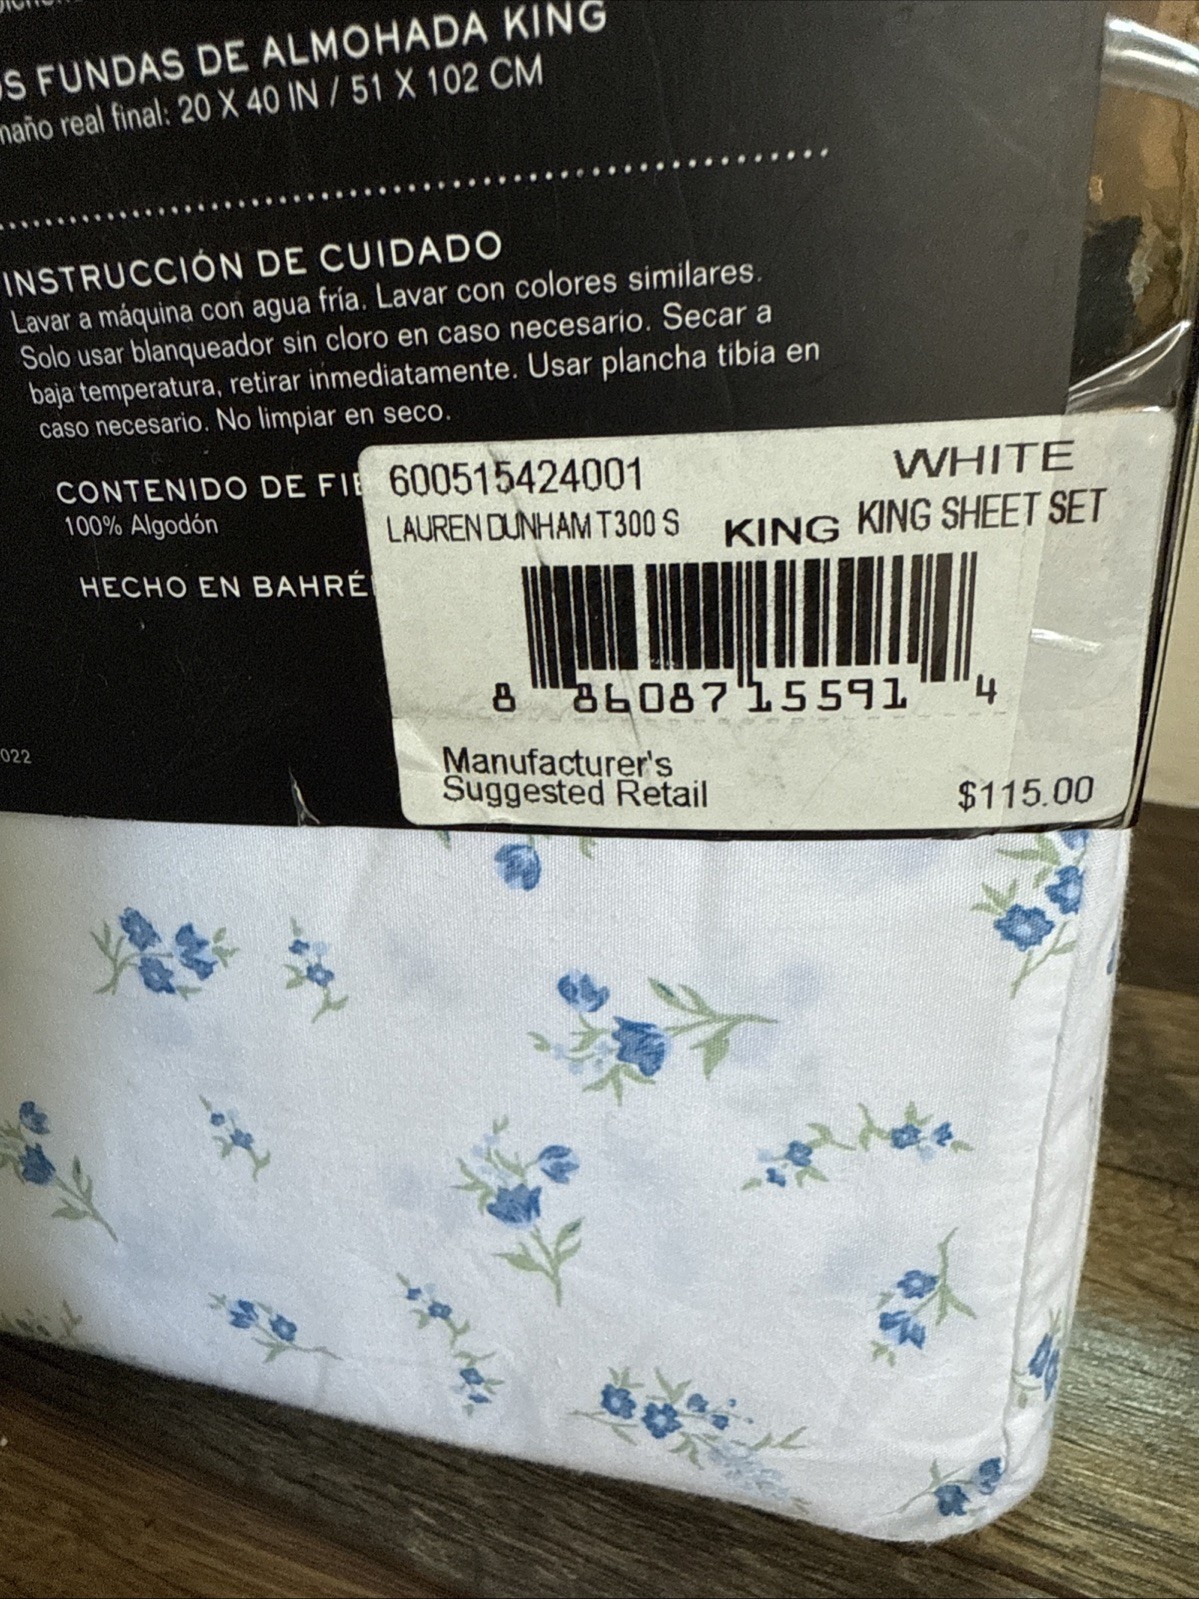 S FUNDAS DE ALMOHADA KING
real final: 20 X 40 IN / 51 X 102 CM
INSTRUCCIÓN DE CUIDADO
Lavar a máquina con agua fría. Lavar con colores similares.
Solo usar blanqueador sin cloro en caso necesario. Secar a
baja temperatura, retirar inmediatamente. Usar plancha tibia en
caso necesario. No limpiar en seco.
CONTENIDO DE FI
100% Algodón
HECHO EN BAHRÉ
022
600515424001 WHITE
LAUREN DUNHAM T300 S KING KING SHEET SET
8 86087 15591 4
Manufacturer's
Suggested Retail $115.00